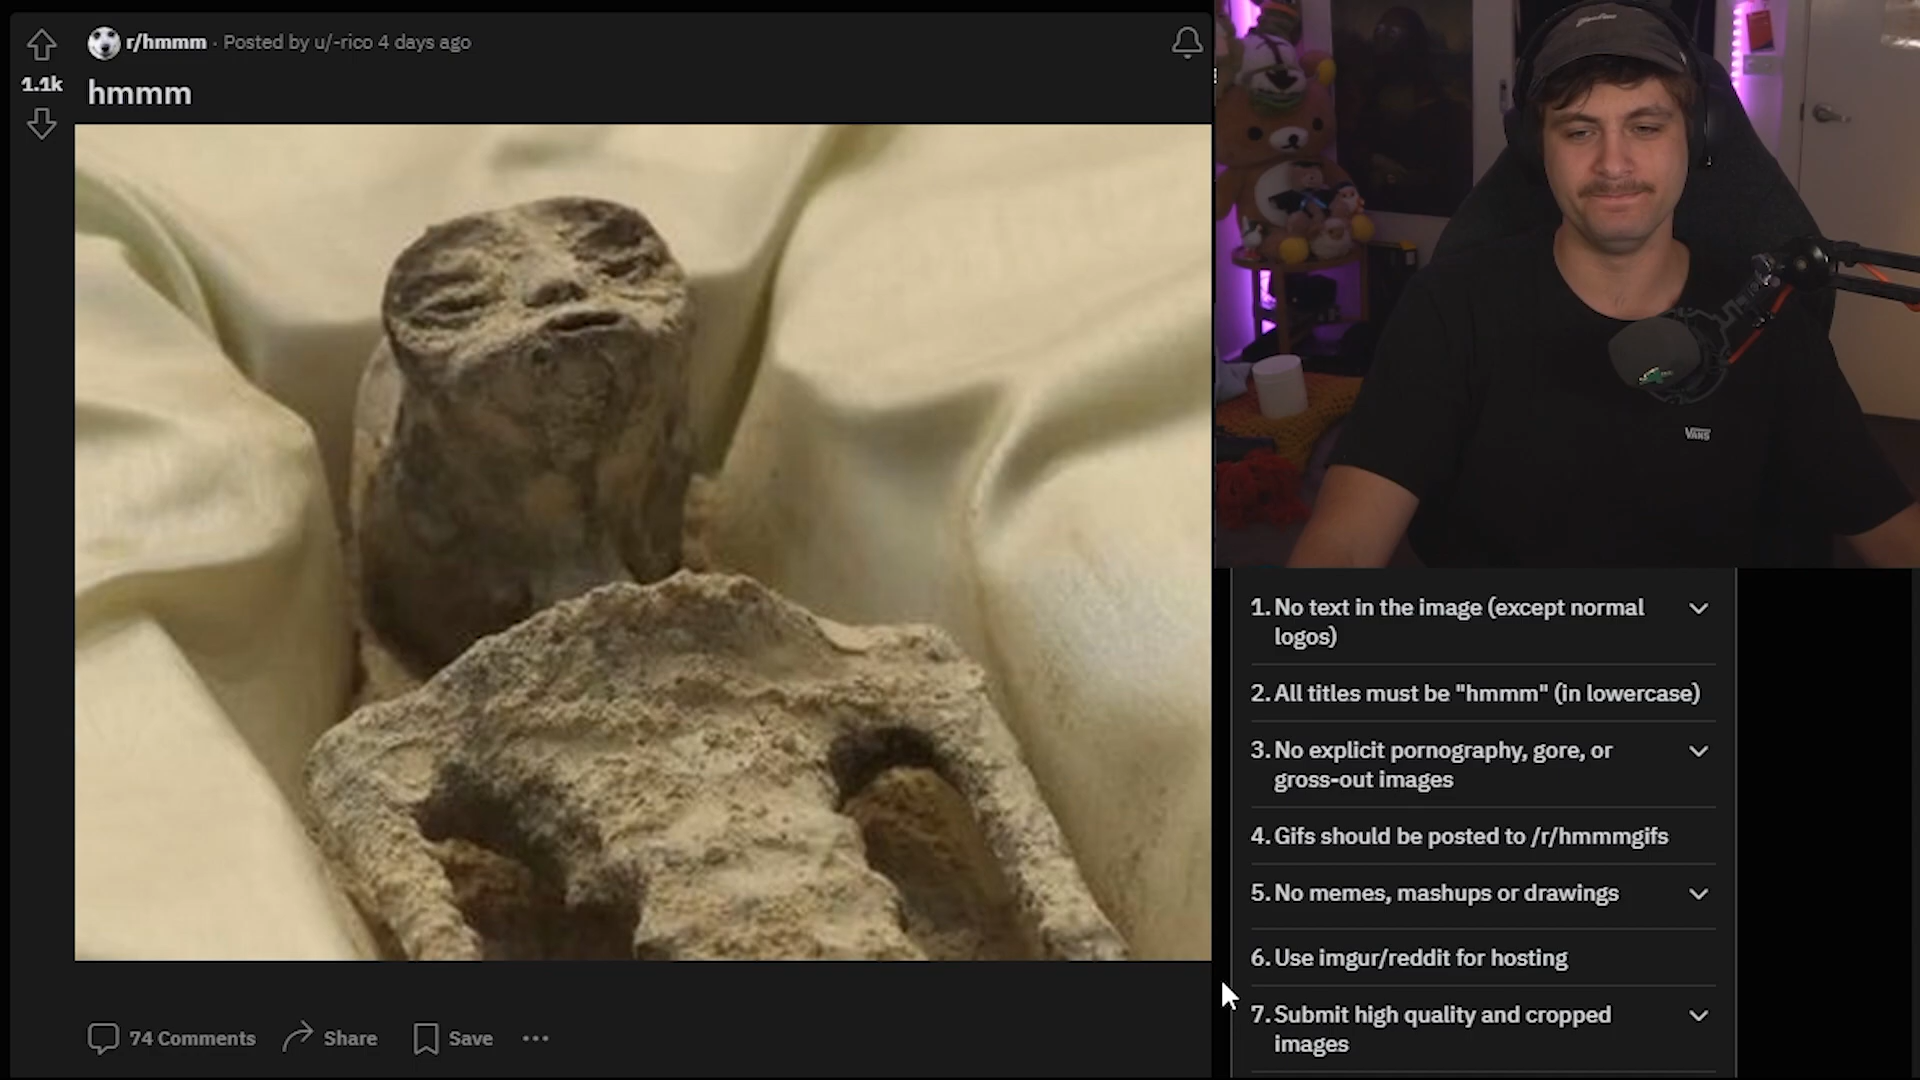 r/hmmm · Posted by u/-rico 4 days ago
1.1k
hmmm
VANS
1. No text in the image (except normal
logos)
2. All titles must be "hmmm" (in lowercase)
3. No explicit pornography, gore, or
gross-out images
4. Gifs should be posted to /r/hmmmgifs
5. No memes, mashups or drawings
6. Use imgur/reddit for hosting
7. Submit high quality and cropped
images
74 Comments Share Save ...